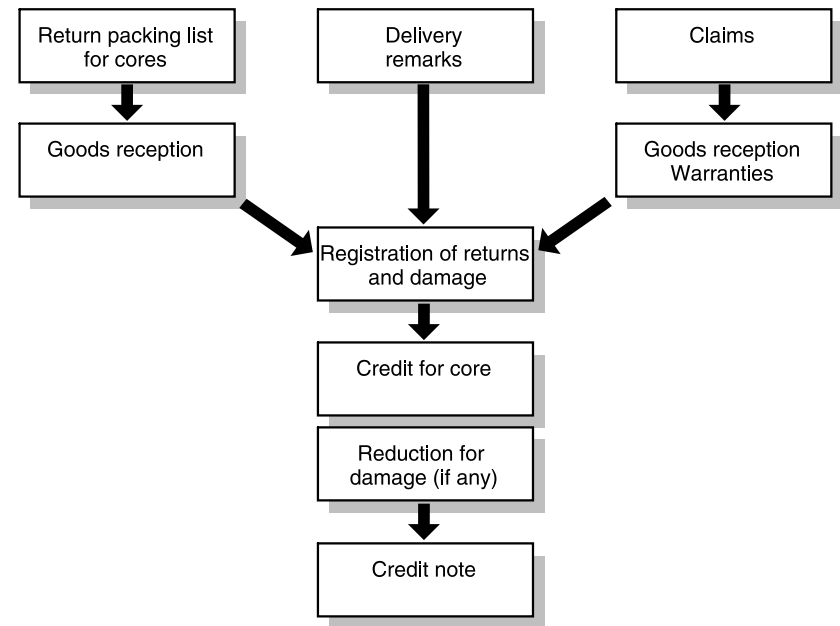 Return packing list
for cores
Delivery
remarks
Claims
Goods reception
Goods reception
Warranties
Registration of returns
and damage
Credit for core
Reduction for
damage (if any)
Credit note